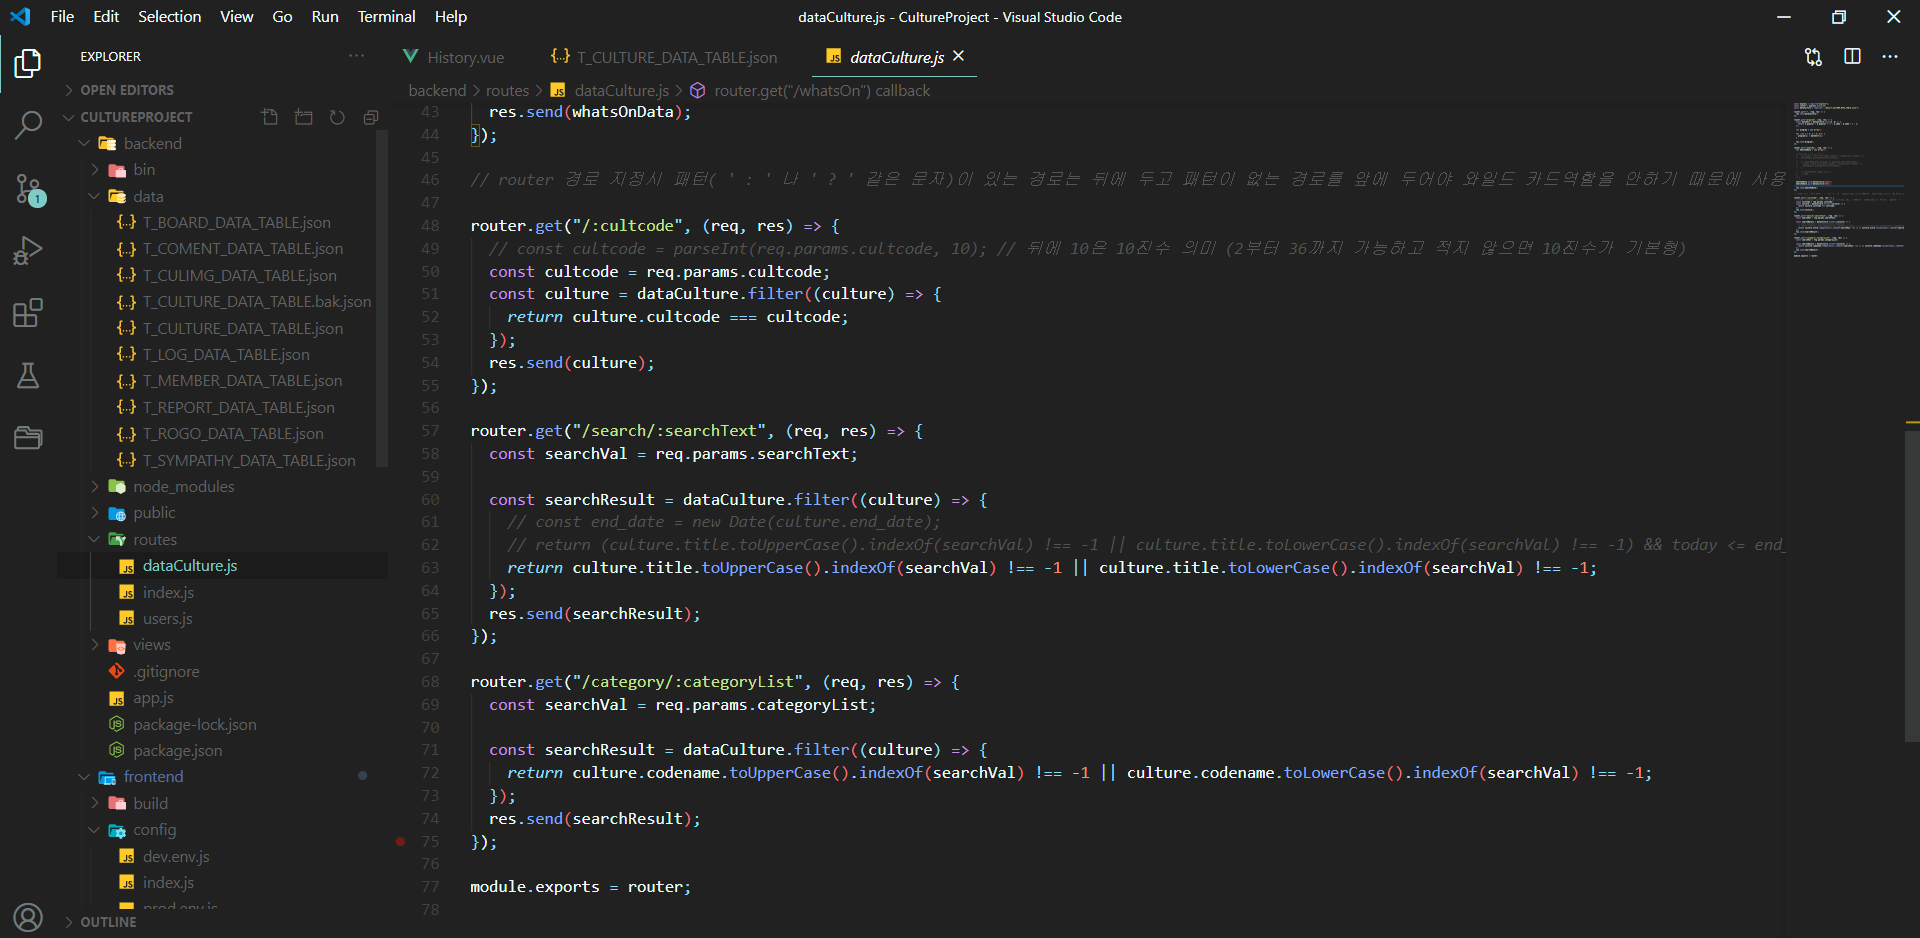 File Edit Selection View Go Run Terminal Help
dataCulture.js - CultureProject - Visual Studio Code
EXPLORER
OPEN EDITORS
CULTUREPROJECT
backend
bin
data
T_BOARD_DATA_TABLE.json
T_COMENT_DATA_TABLE.json
T_CULIMG_DATA_TABLE.json
T_CULTURE_DATA_TABLE.bak.json
T_CULTURE_DATA_TABLE.json
T_LOG_DATA_TABLE.json
T_MEMBER_DATA_TABLE.json
T_REPORT_DATA_TABLE.json
T_ROGO_DATA_TABLE.json
T_SYMPATHY_DATA_TABLE.json
node_modules
public
routes
dataCulture.js
index.js
users.js
views
.gitignore
app.js
package-lock.json
package.json
frontend
build
config
dev.env.js
index.js
prod.env.js
OUTLINE
1
History.vue
T_CULTURE_DATA_TABLE.json
dataCulture.js
backend > routes > dataCulture.js > router.get("/whatsOn") callback
43 res.send(whatsOnData);
44 });
45
46 // router 경로 지정시 패턴( ' : ' 나 ' ? ' 같은 문자)이 있는 경로는 뒤에 두고 패턴이 없는 경로를 앞에 두어야 와일드 카드역할을 안하기 때문에 사용
47
48 router.get("/:cultcode", (req, res) => {
49 // const cultcode = parseInt(req.params.cultcode, 10); // 뒤에 10은 10진수 의미 (2부터 36까지 가능하고 적지 않으면 10진수가 기본형)
50 const cultcode = req.params.cultcode;
51 const culture = dataCulture.filter((culture) => {
52 return culture.cultcode === cultcode;
53 });
54 res.send(culture);
55 });
56
57 router.get("/search/:searchText", (req, res) => {
58 const searchVal = req.params.searchText;
59
60 const searchResult = dataCulture.filter((culture) => {
61 // const end_date = new Date(culture.end_date);
62 // return (culture.title.toUpperCase().indexOf(searchVal) !== -1 || culture.title.toLowerCase().indexOf(searchVal) !== -1) && today <= end_
63 return culture.title.toUpperCase().indexOf(searchVal) !== -1 || culture.title.toLowerCase().indexOf(searchVal) !== -1;
64 });
65 res.send(searchResult);
66 });
67
68 router.get("/category/:categoryList", (req, res) => {
69 const searchVal = req.params.categoryList;
70
71 const searchResult = dataCulture.filter((culture) => {
72 return culture.codename.toUpperCase().indexOf(searchVal) !== -1 || culture.codename.toLowerCase().indexOf(searchVal) !== -1;
73 });
74 res.send(searchResult);
75 });
76
77 module.exports = router;
78